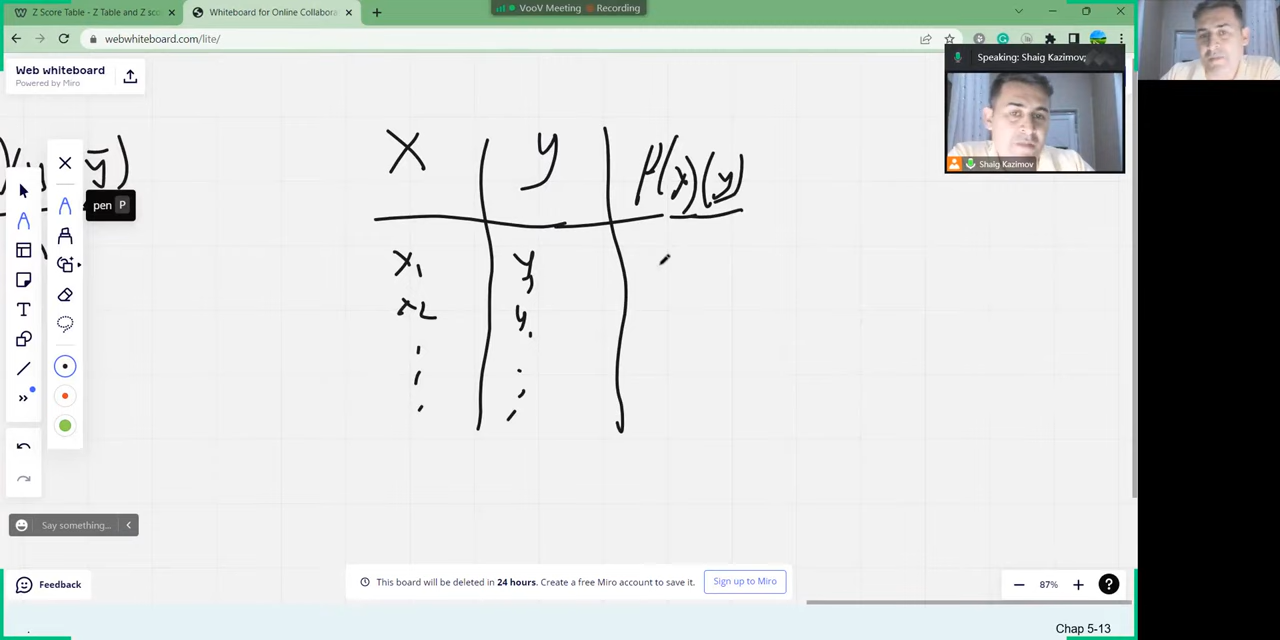 Z Score Table - Z Table and Z sco
Whiteboard for Online Collabora
VooV Meeting Recording
webwhiteboard.com/lite/
Speaking: Shaig Kazimov;
Shaig Kazimov
Web whiteboard
Powered by Miro
pen P
ȳ)
X y P(x)(y)
x1 y1
x2 y
Say something...
Feedback
This board will be deleted in 24 hours. Create a free Miro account to save it.
Sign up to Miro
87%
Chap 5-13